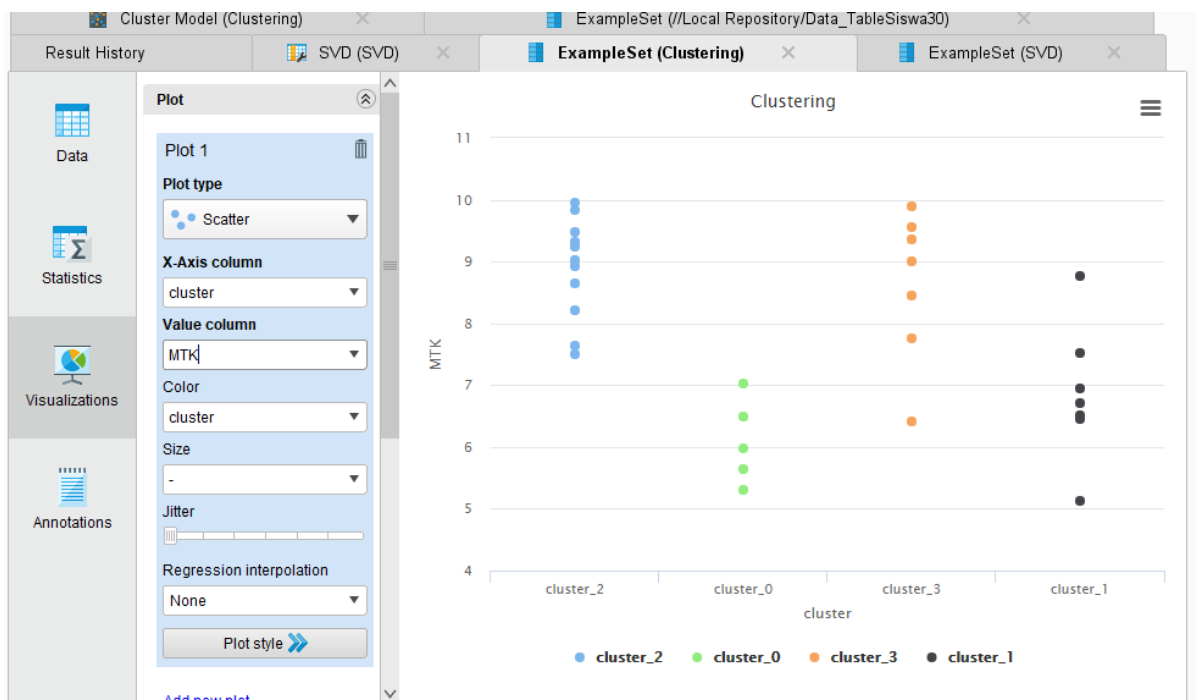 Cluster Model (Clustering)
ExampleSet (//Local Repository/Data_TableSiswa30)
Result History
SVD (SVD)
ExampleSet (Clustering)
ExampleSet (SVD)
Data
Statistics
Visualizations
Annotations
Plot
Plot 1
Plot type
Scatter
X-Axis column
cluster
Value column
MTK
Color
cluster
Size
-
Jitter
Regression interpolation
None
Plot style
Add new plot
Clustering
11
10
9
8
7
6
5
4
MTK
cluster_2 cluster_0 cluster_3 cluster_1
cluster
cluster_2 cluster_0 cluster_3 cluster_1